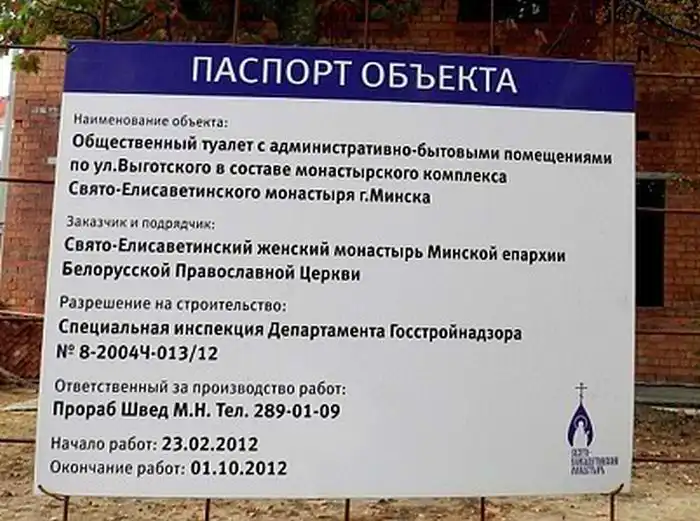 ПАСПОРТ ОБЪЕКТА
Наименование объекта:
Общественный туалет с административно-бытовыми помещениями
по ул.Выготского в составе монастырского комплекса
Свято-Елисаветинского монастыря г.Минска
Заказчик и подрядчик:
Свято-Елисаветинский женский монастырь Минской епархии
Белорусской Православной Церкви
Разрешение на строительство:
Специальная инспекция Департамента Госстройнадзора
№ 8-2004Ч-013/12
Ответственный за производство работ:
Прораб Швед М.Н. Тел. 289-01-09
Начало работ: 23.02.2012
Окончание работ: 01.10.2012
СВЯТО-
ЕЛИСАВЕТИНСКИЙ
МОНАСТЫРЬ